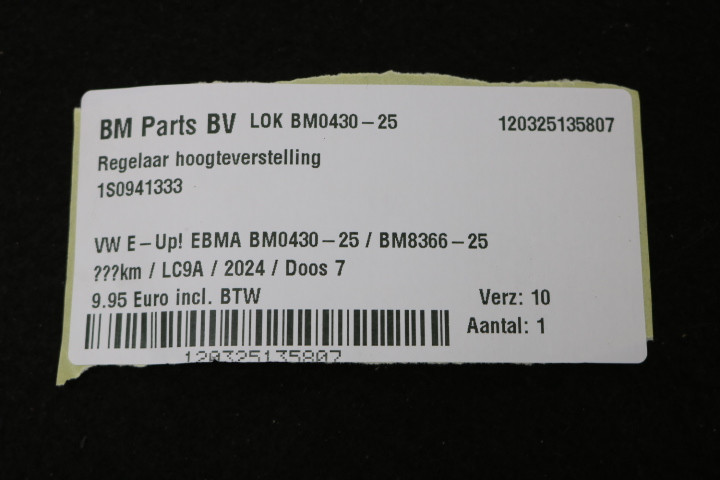 BM Parts BV LOK BM0430-25 120325135807
Regelaar hoogteverstelling
1S0941333
VW E-Up! EBMA BM0430-25 / BM8366-25
???km / LC9A / 2024 / Doos 7
9.95 Euro incl. BTW Verz: 10
Aantal: 1
120325135807